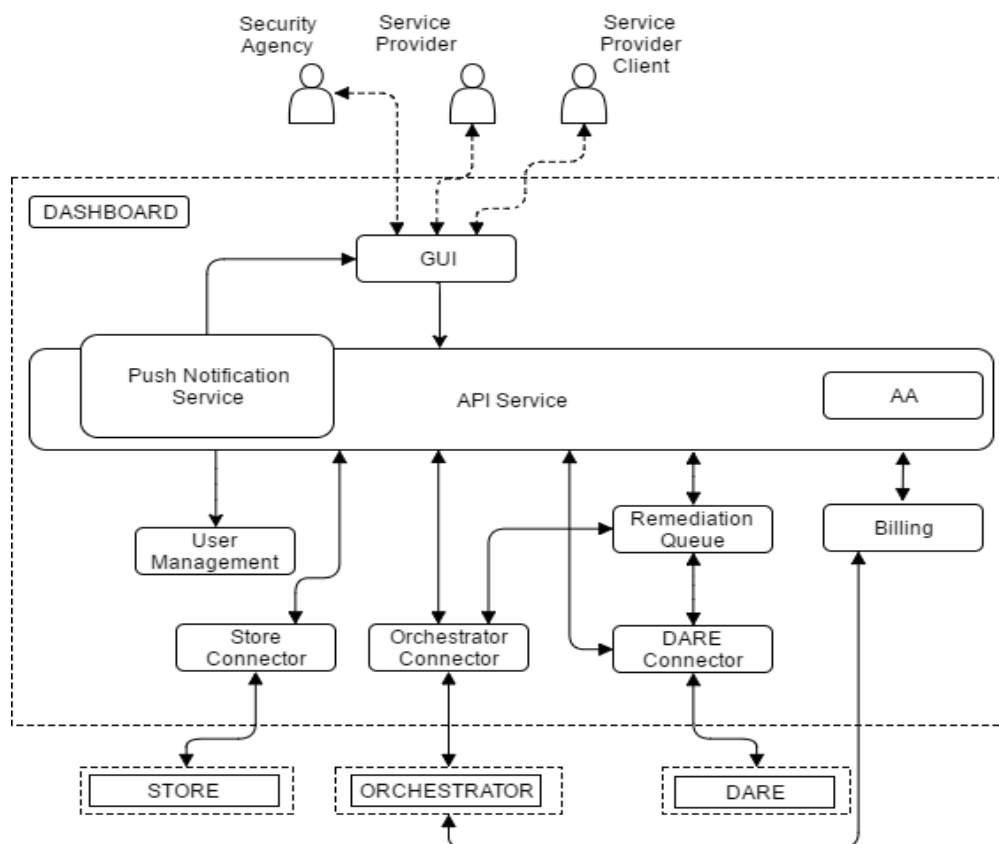 Security
Agency
Service
Provider
Service
Provider
Client
DASHBOARD
GUI
Push Notification
Service
API Service
AA
User
Management
Remediation
Queue
Billing
Store
Connector
Orchestrator
Connector
DARE
Connector
STORE
ORCHESTRATOR
DARE